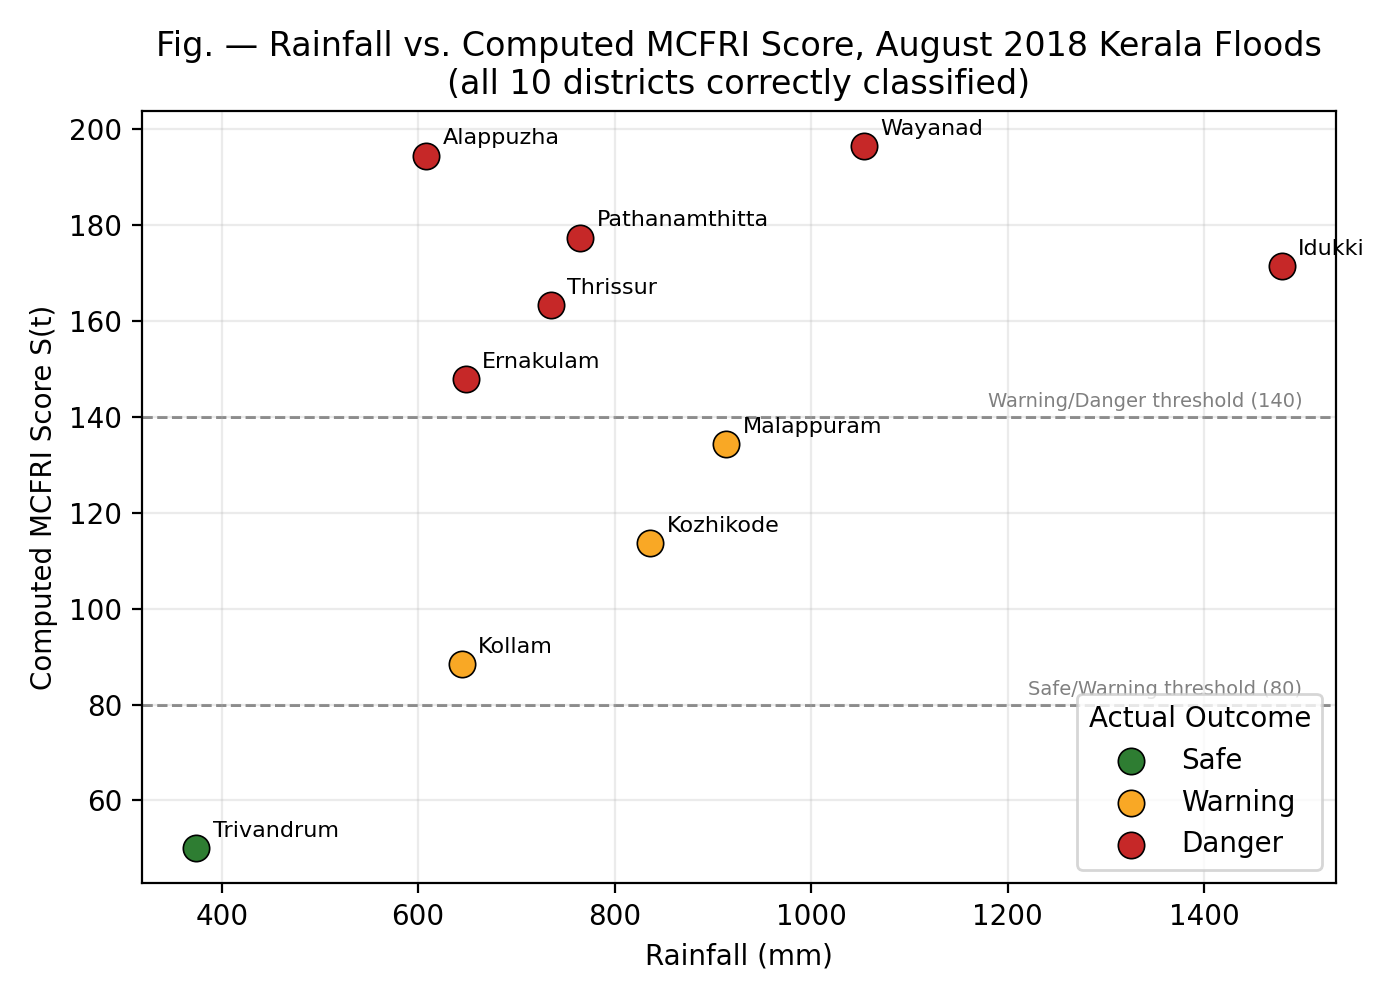 Fig. — Rainfall vs. Computed MCFRI Score, August 2018 Kerala Floods
(all 10 districts correctly classified)
Computed MCFRI Score S(t)
200
180
160
140
120
100
80
60
Alappuzha
Wayanad
Pathanamthitta
Idukki
Thrissur
Ernakulam
Warning/Danger threshold (140)
Malappuram
Kozhikode
Kollam
Safe/Warning threshold (80)
Trivandrum
Actual Outcome
Safe
Warning
Danger
400
600
800
1000
1200
1400
Rainfall (mm)